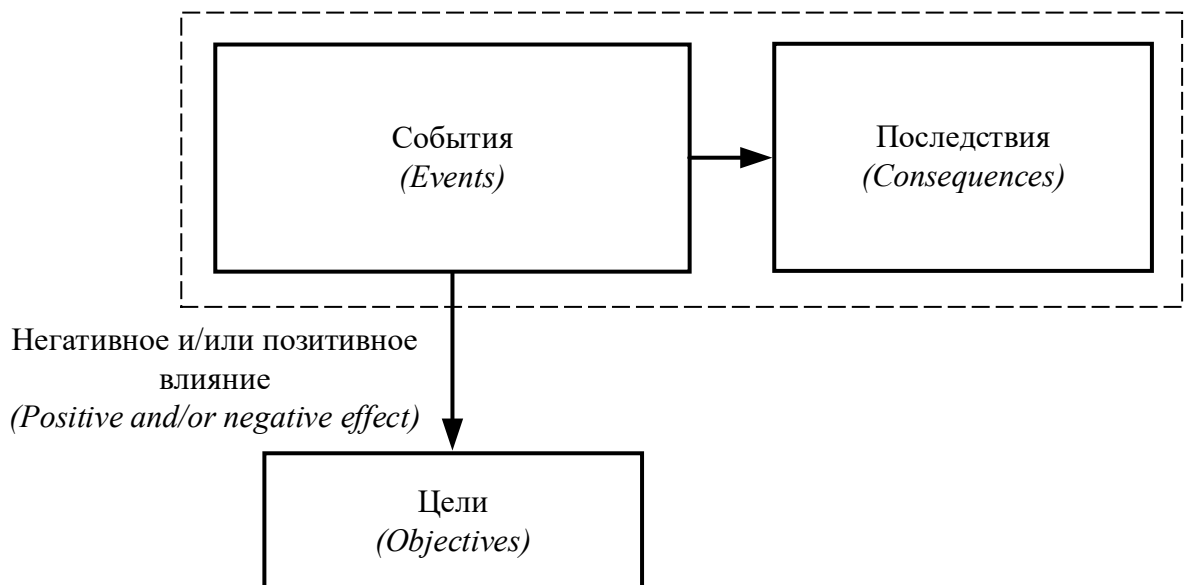 События
(Events)
Последствия
(Consequences)
Негативное и/или позитивное
влияние
(Positive and/or negative effect)
Цели
(Objectives)